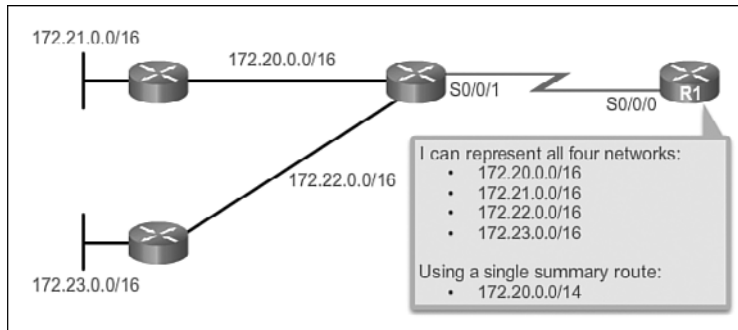 172.21.0.0/16
172.20.0.0/16
S0/0/1
S0/0/0
R1
172.22.0.0/16
172.23.0.0/16
I can represent all four networks:
• 172.20.0.0/16
• 172.21.0.0/16
• 172.22.0.0/16
• 172.23.0.0/16
Using a single summary route:
• 172.20.0.0/14